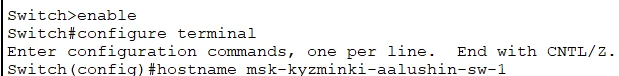 Switch>enable
Switch#configure terminal
Enter configuration commands, one per line.  End with CNTL/Z.
Switch(config)#hostname msk-kyzminki-aalushin-sw-1